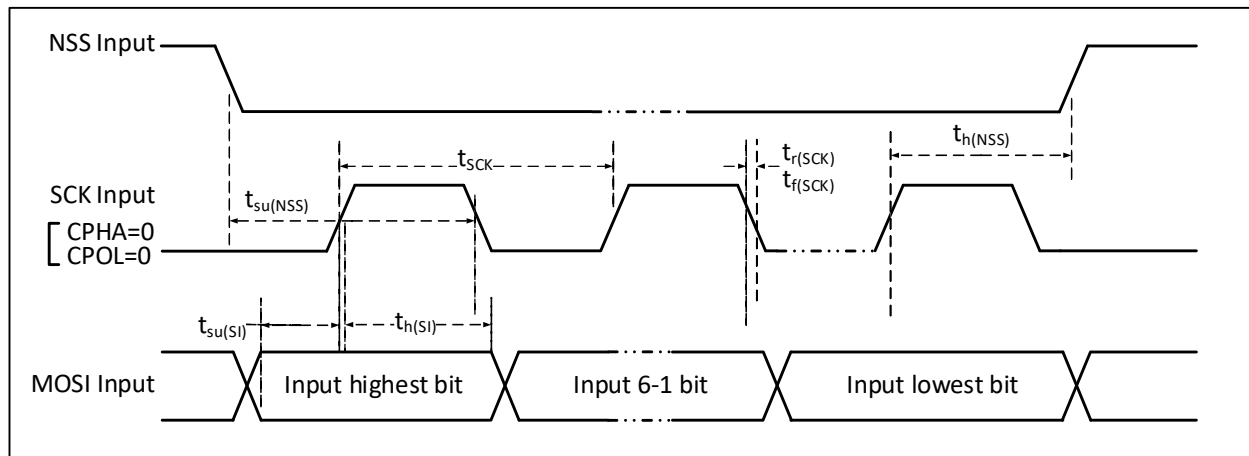 NSS Input
th(NSS)
tSCK
tr(SCK)
tf(SCK)
SCK Input
tsu(NSS)
CPHA=0
CPOL=0
tsu(SI)
th(SI)
MOSI Input
Input highest bit
Input 6-1 bit
Input lowest bit